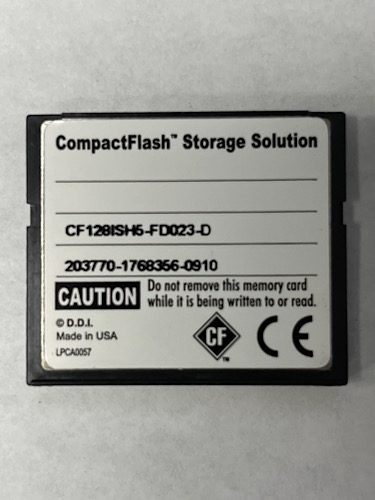 CompactFlash™ Storage Solution
CF128ISH5-FD023-D
203770-1768356-0910
CAUTION Do not remove this memory card
while it is being written to or read.
© D.D.I.
Made in USA
LPCA0057
CF™
CE